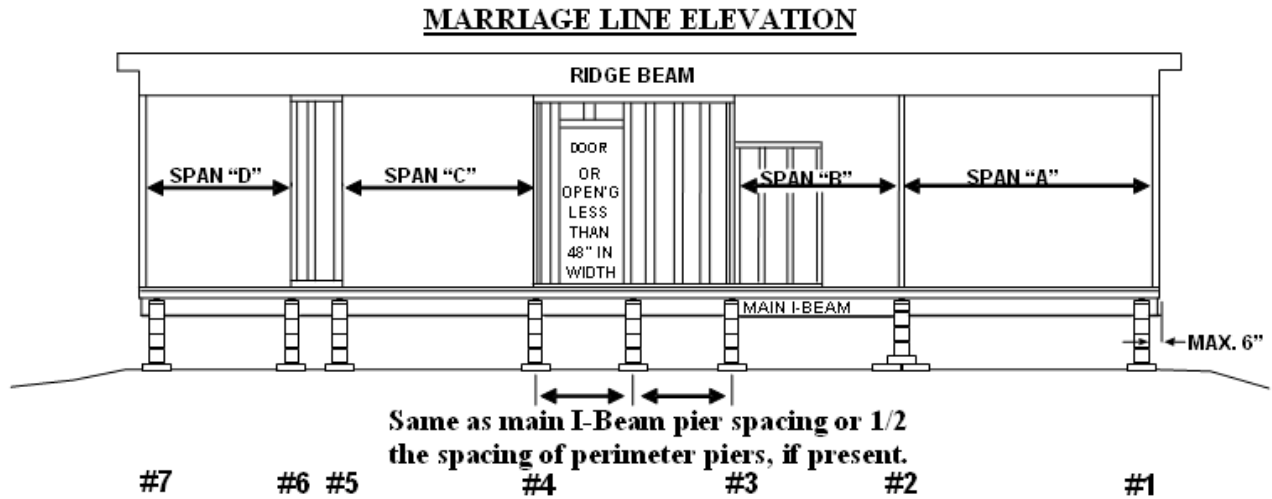 MARRIAGE LINE ELEVATION
RIDGE BEAM
SPAN “D”
SPAN “C”
DOOR
OR
OPEN'G
LESS
THAN
48" IN
WIDTH
SPAN “B”
SPAN “A”
MAIN I-BEAM
MAX. 6”
Same as main I-Beam pier spacing or 1/2
the spacing of perimeter piers, if present.
#7 #6 #5 #4 #3 #2 #1